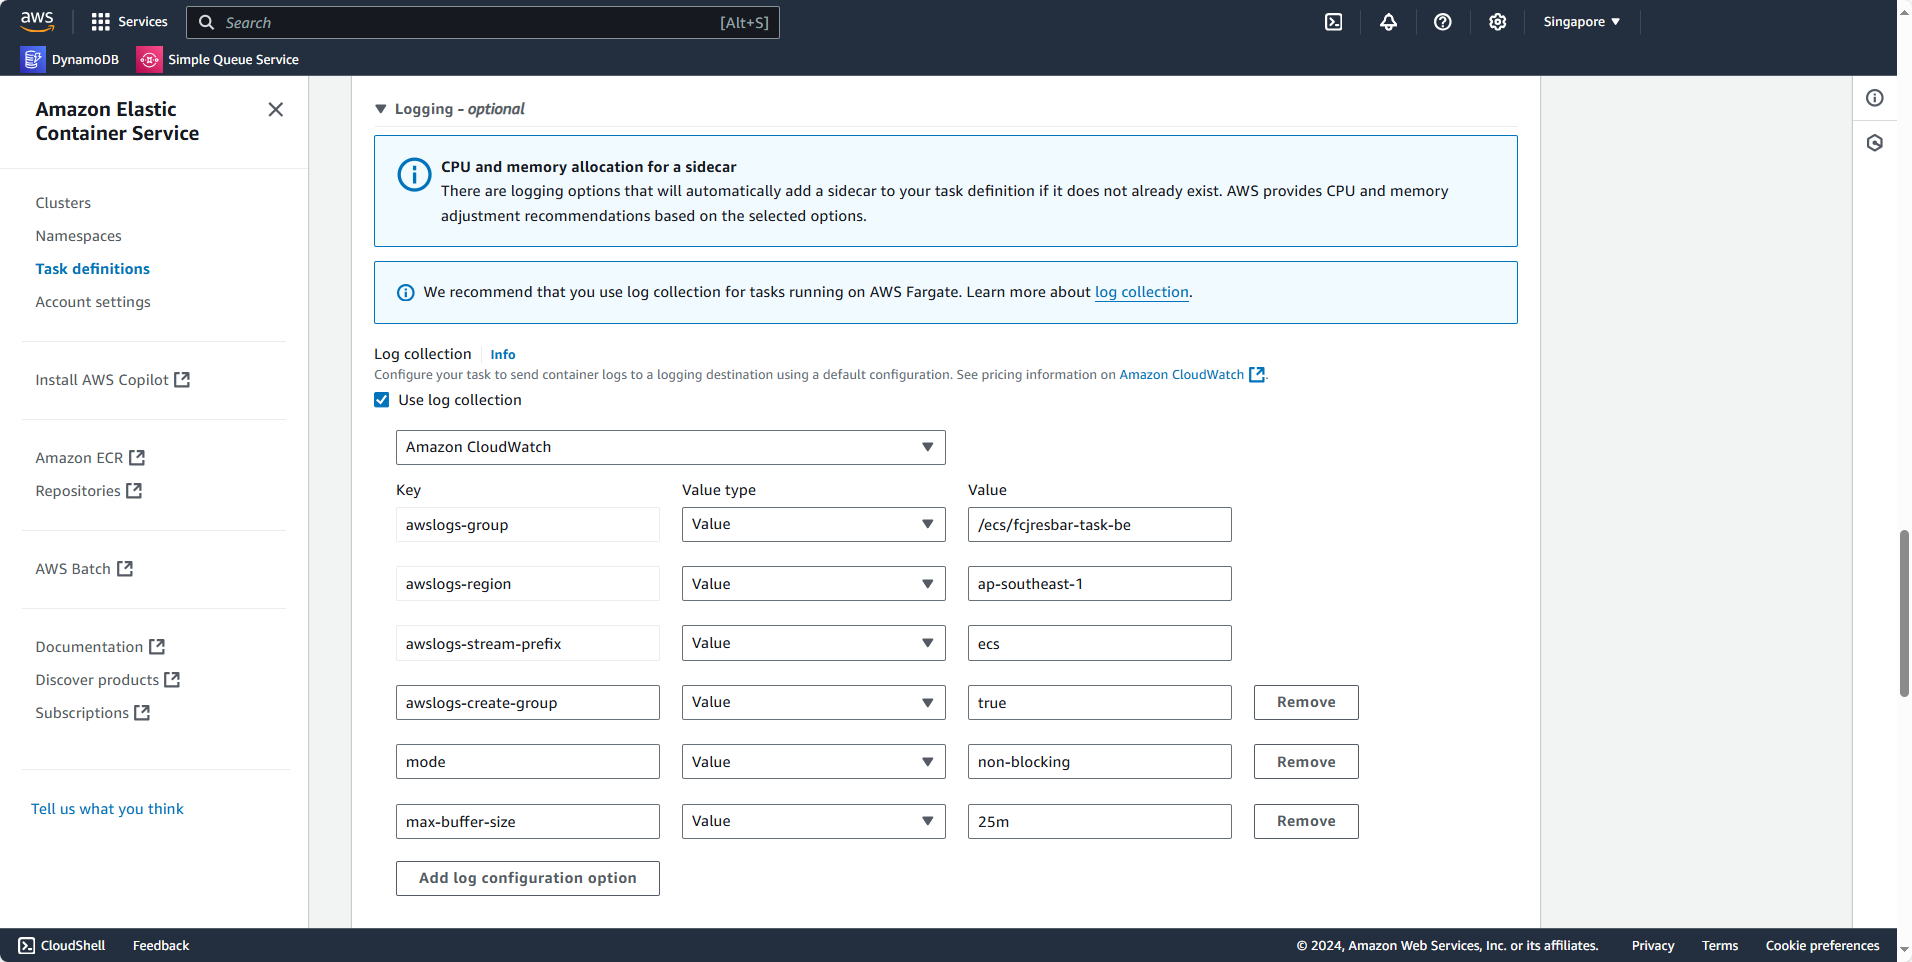 aws
Services
Search
[Alt+S]
Singapore ▼
DynamoDB
Simple Queue Service
Amazon Elastic
Container Service
Clusters
Namespaces
Task definitions
Account settings
Install AWS Copilot
Amazon ECR
Repositories
AWS Batch
Documentation
Discover products
Subscriptions
Tell us what you think
Logging - optional
CPU and memory allocation for a sidecar
There are logging options that will automatically add a sidecar to your task definition if it does not already exist. AWS provides CPU and memory
adjustment recommendations based on the selected options.
We recommend that you use log collection for tasks running on AWS Fargate. Learn more about log collection.
Log collection Info
Configure your task to send container logs to a logging destination using a default configuration. See pricing information on Amazon CloudWatch.
Use log collection
Amazon CloudWatch
Key Value type Value
awslogs-group Value /ecs/fcjresbar-task-be
awslogs-region Value ap-southeast-1
awslogs-stream-prefix Value ecs
awslogs-create-group Value true Remove
mode Value non-blocking Remove
max-buffer-size Value 25m Remove
Add log configuration option
CloudShell Feedback © 2024, Amazon Web Services, Inc. or its affiliates. Privacy Terms Cookie preferences